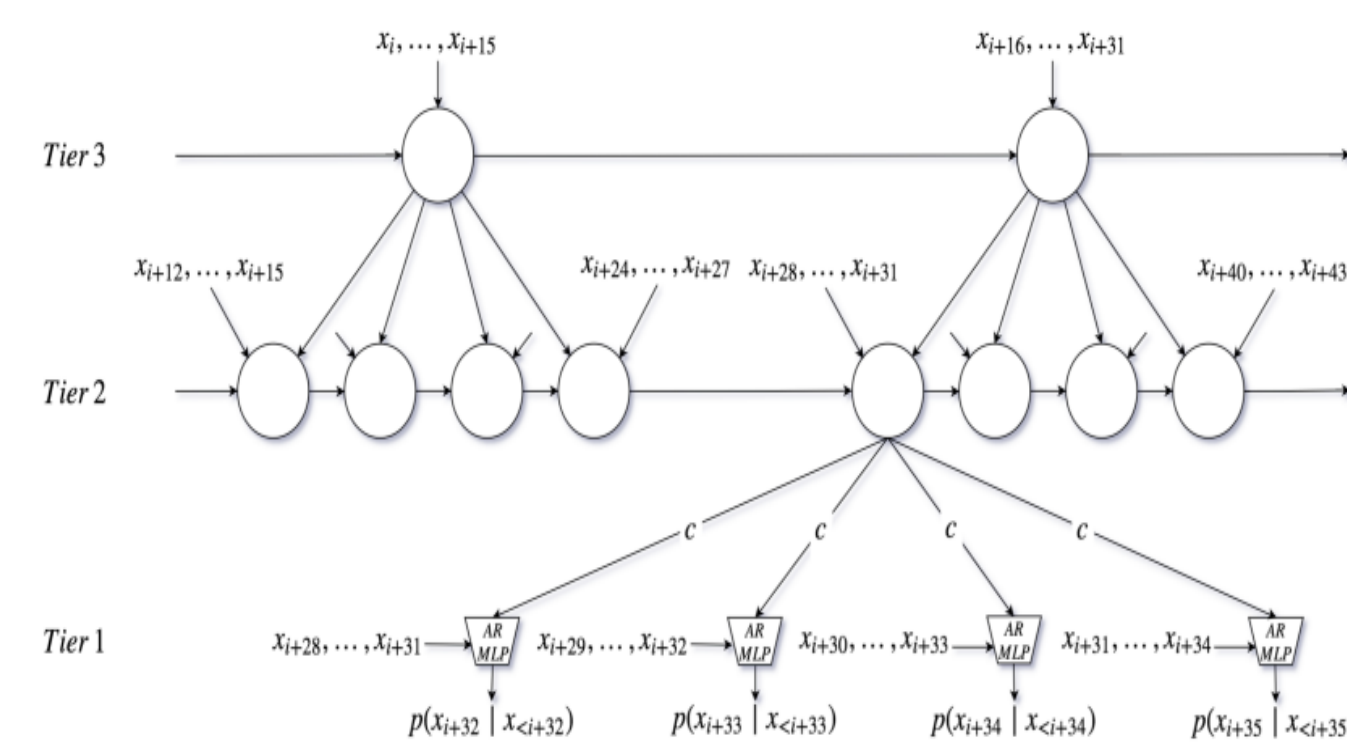 x_i, … , x_{i+15} x_{i+16}, … , x_{i+31}
Tier 3
x_{i+12}, … , x_{i+15} x_{i+24}, … , x_{i+27} x_{i+28}, … , x_{i+31} x_{i+40}, … , x_{i+43}
Tier 2
c c c c
Tier 1 x_{i+28}, … , x_{i+31} AR MLP x_{i+29}, … , x_{i+32} AR MLP x_{i+30}, … , x_{i+33} AR MLP x_{i+31}, … , x_{i+34} AR MLP
p(x_{i+32} | x_{<i+32}) p(x_{i+33} | x_{<i+33}) p(x_{i+34} | x_{<i+34}) p(x_{i+35} | x_{<i+35}